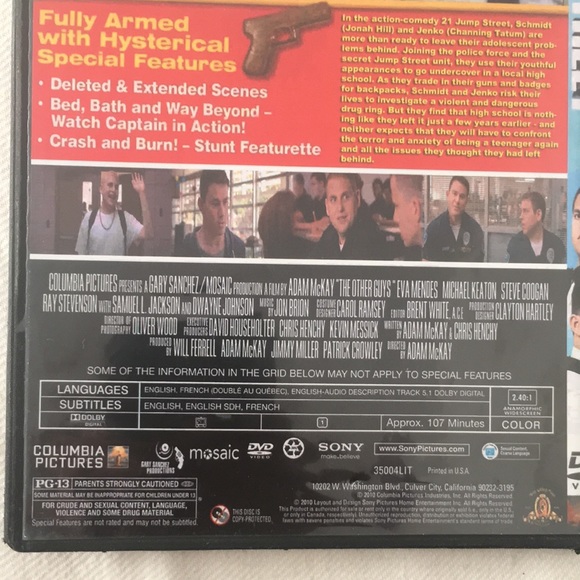 Fully Armed
with Hysterical
Special Features
• Deleted & Extended Scenes
• Bed, Bath and Way Beyond –
Watch Captain in Action!
• Crash and Burn! – Stunt Featurette
In the action-comedy 21 Jump Street, Schmidt
(Jonah Hill) and Jenko (Channing Tatum) are
more than ready to leave their adolescent prob-
lems behind. Joining the police force and the
secret Jump Street unit, they use their youthful
appearances to go undercover in a local high
school. As they trade in their guns and badges
for backpacks, Schmidt and Jenko risk their
lives to investigate a violent and dangerous
drug ring. But they find that high school is noth-
ing like they left it just a few years earlier - and
neither expects that they will have to confront
the terror and anxiety of being a teenager again
and all the issues they thought they had left
behind.
COLUMBIA PICTURES PRESENTS A GARY SANCHEZ/MOSAIC PRODUCTION A FILM BY ADAM McKAY "THE OTHER GUYS" EVA MENDES MICHAEL KEATON STEVE COOGAN
RAY STEVENSON WITH SAMUEL L. JACKSON AND DWAYNE JOHNSON MUSIC BY JON BRION COSTUME DESIGNER CAROL RAMSEY EDITOR BRENT WHITE, A.C.E. PRODUCTION DESIGNER CLAYTON HARTLEY
DIRECTOR OF PHOTOGRAPHY OLIVER WOOD EXECUTIVE PRODUCERS DAVID HOUSEHOLTER CHRIS HENCHY KEVIN MESSICK WRITTEN BY ADAM McKAY & CHRIS HENCHY
PRODUCED BY WILL FERRELL ADAM McKAY JIMMY MILLER PATRICK CROWLEY DIRECTED BY ADAM McKAY
SOME OF THE INFORMATION IN THE GRID BELOW MAY NOT APPLY TO SPECIAL FEATURES
LANGUAGES ENGLISH, FRENCH (DOUBLÉ AU QUÉBEC), ENGLISH-AUDIO DESCRIPTION TRACK 5.1 DOLBY DIGITAL
SUBTITLES ENGLISH, ENGLISH SDH, FRENCH
2.40:1
ANAMORPHIC
WIDESCREEN
DOLBY
DIGITAL
1
Approx. 107 Minutes
COLOR
COLUMBIA
PICTURES
GARY SANCHEZ
PRODUCTIONS
mosaic
DVD
VIDEO
SONY
make.believe
www.SonyPictures.com
35004LIT
Printed in U.S.A.
PG-13 PARENTS STRONGLY CAUTIONED
SOME MATERIAL MAY BE INAPPROPRIATE FOR CHILDREN UNDER 13
FOR CRUDE AND SEXUAL CONTENT, LANGUAGE,
VIOLENCE AND SOME DRUG MATERIAL
Special Features are not rated and may not be subtitled.
THIS DVD IS
COPY PROTECTED.
10202 W. Washington Blvd., Culver City, California 90232-3195
© 2010 Columbia Pictures Industries, Inc. All Rights Reserved.
© 2010 Layout and Design Sony Pictures Home Entertainment Inc. All Rights Reserved.